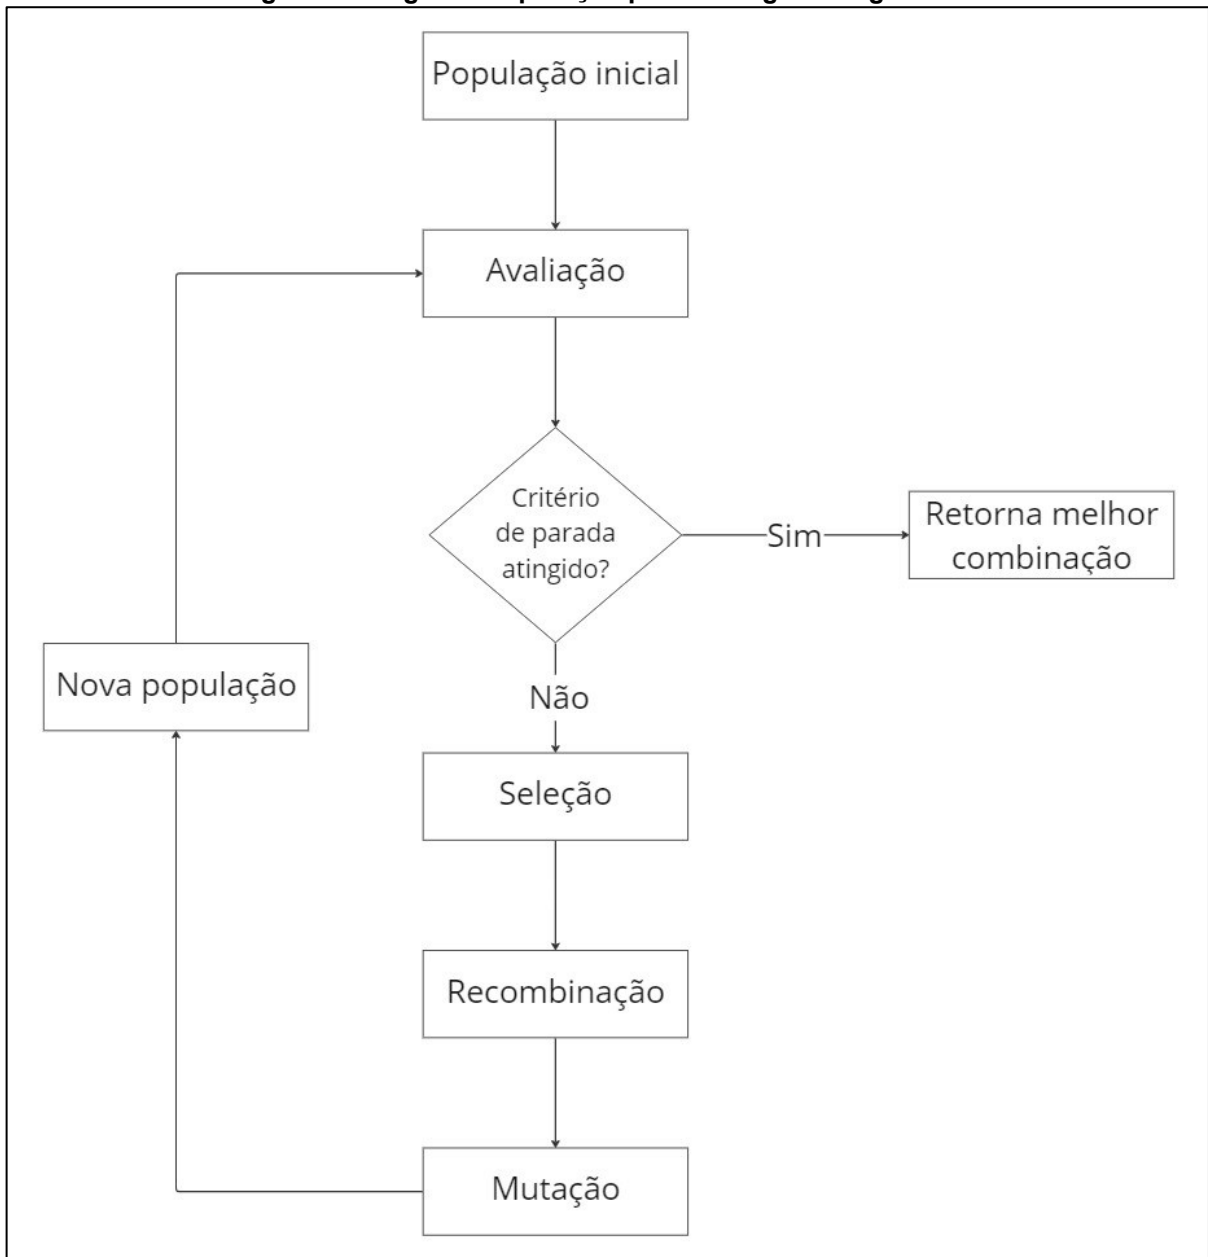 População inicial
Avaliação
Critério
de parada
atingido?
Sim
Retorna melhor
combinação
Nova população
Não
Seleção
Recombinação
Mutação